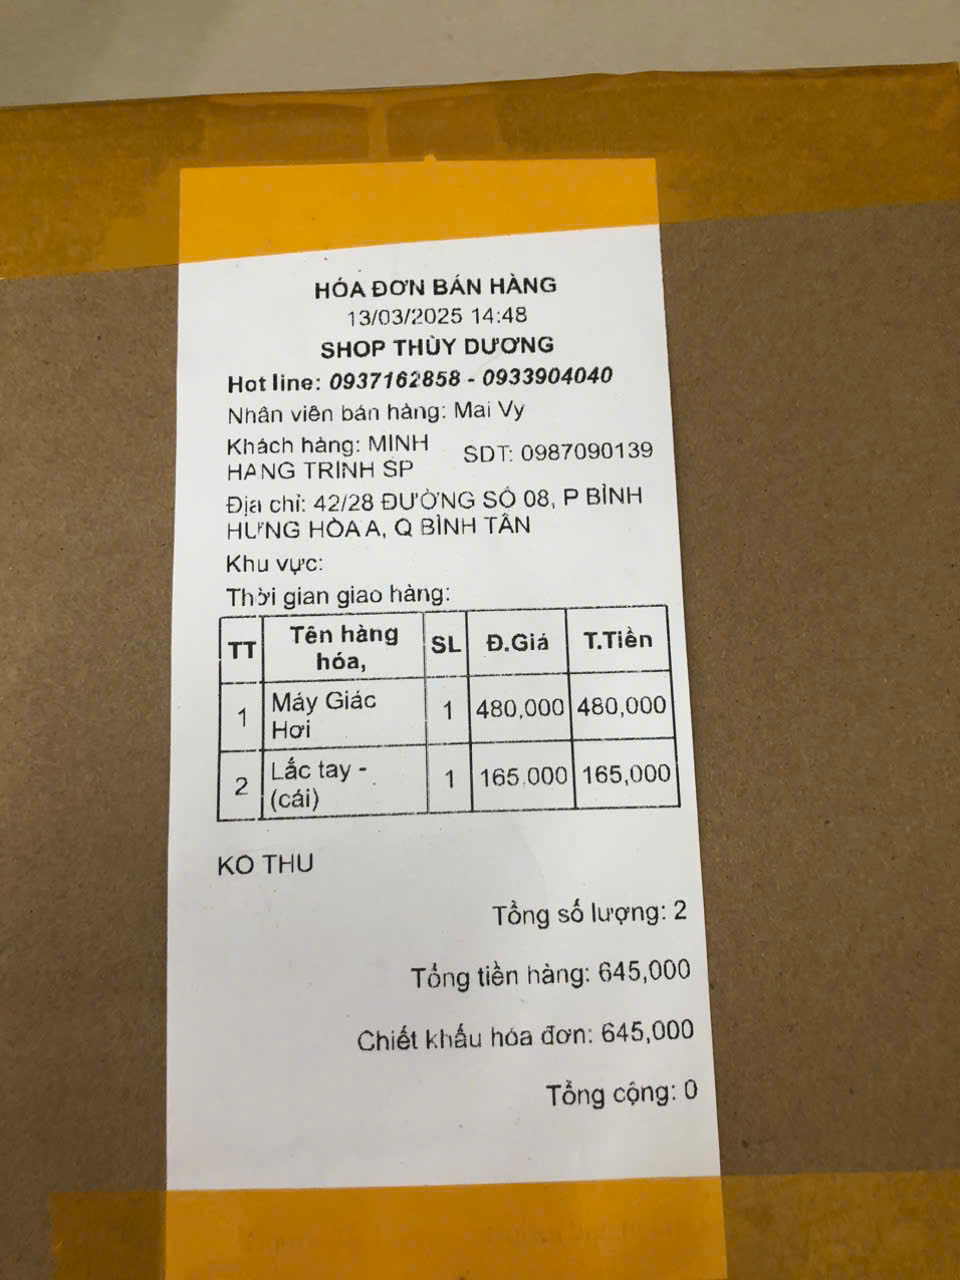 HÓA ĐƠN BÁN HÀNG
13/03/2025 14:48
SHOP THÙY DƯƠNG
Hot line: 0937162858 - 0933904040
Nhân viên bán hàng: Mai Vy
Khách hàng: MINH HANG TRINH SP SDT: 0987090139
Địa chỉ: 42/28 ĐƯỜNG SỐ 08, P BÌNH
HƯNG HÒA A, Q BÌNH TÂN
Khu vực:
Thời gian giao hàng:
TT Tên hàng hóa, SL Đ.Giá T.Tiền
1 Máy Giác Hơi 1 480,000 480,000
2 Lắc tay - (cái) 1 165,000 165,000
KO THU
Tổng số lượng: 2
Tổng tiền hàng: 645,000
Chiết khấu hóa đơn: 645,000
Tổng cộng: 0